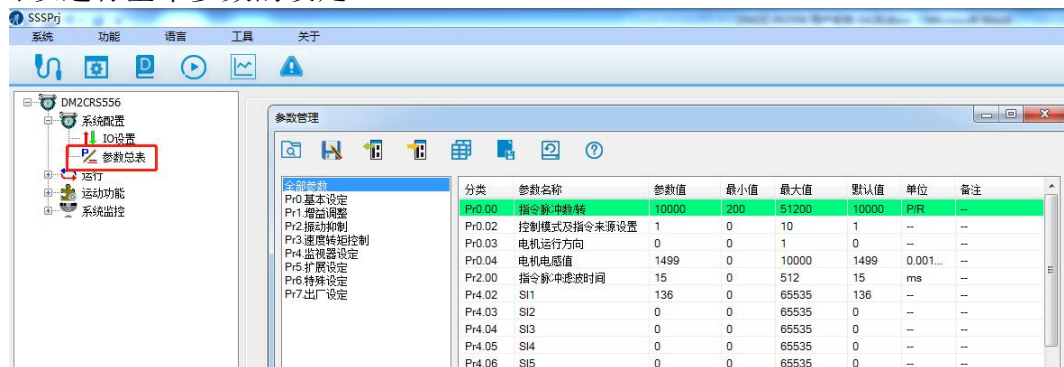 SSSPrj
系统 功能 语言 工具 关于
DM2CRS556
系统配置
IO设置
参数总表
运行
运动功能
系统监控
参数管理
全部参数
Pr0.基本设定
Pr1.增益调整
Pr2.振动抑制
Pr3.速度转矩控制
Pr4.监视器设定
Pr5.扩展设定
Pr6.特殊设定
Pr7.出厂设定
分类 参数名称 参数值 最小值 最大值 默认值 单位 备注
Pr0.00 指令脉冲数/转 10000 200 51200 10000 P/R --
Pr0.02 控制模式及指令来源设置 1 0 10 1 -- --
Pr0.03 电机运行方向 0 0 1 0 -- --
Pr0.04 电机电感值 1499 0 10000 1499 0.001... --
Pr2.00 指令脉冲滤波时间 15 0 512 15 ms --
Pr4.02 SI1 136 0 65535 136 -- --
Pr4.03 SI2 0 0 65535 0 -- --
Pr4.04 SI3 0 0 65535 0 -- --
Pr4.05 SI4 0 0 65535 0 -- --
Pr4.06 SI5 0 0 65535 0 -- --